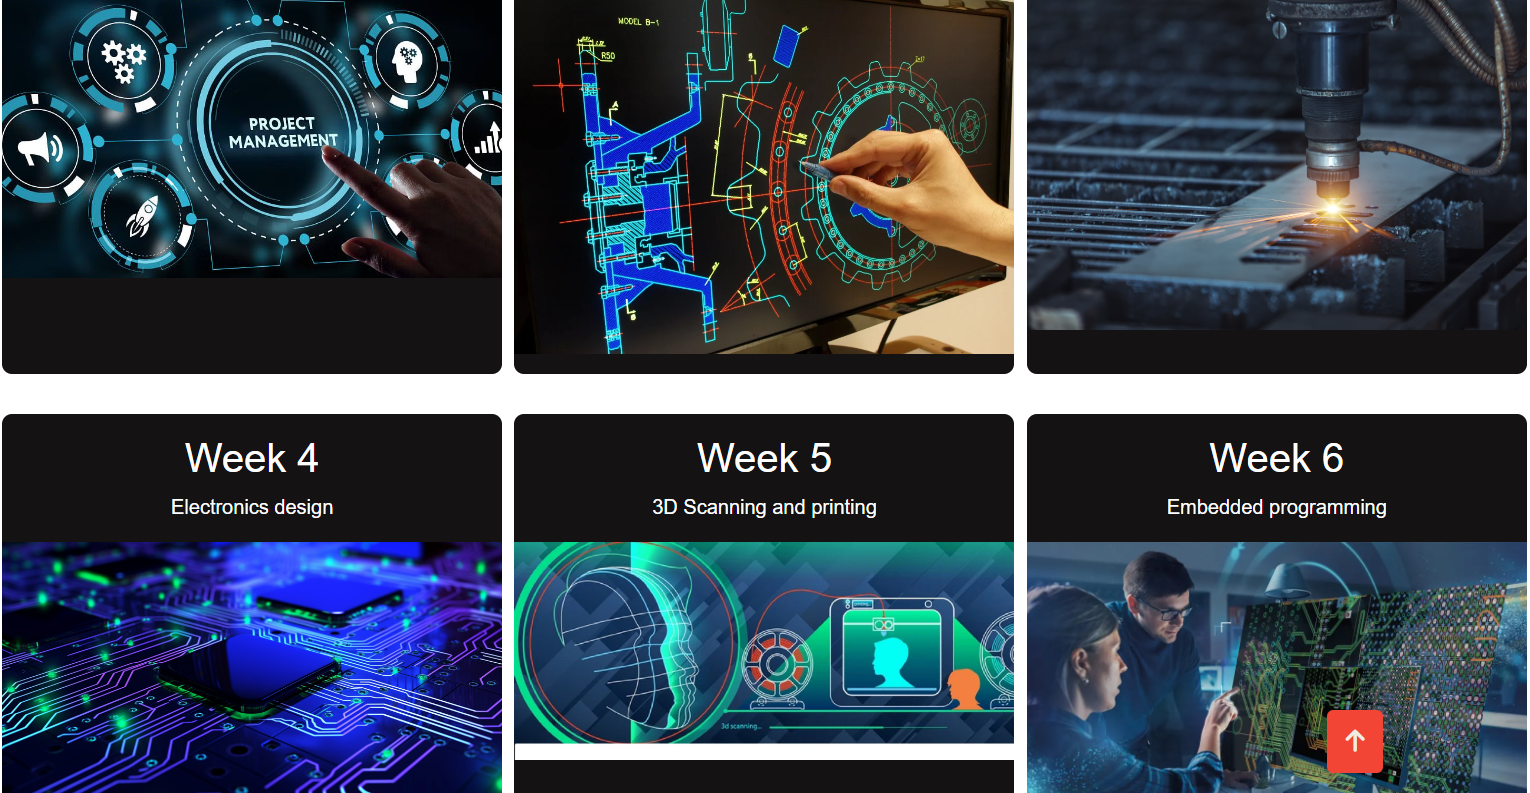 PROJECT
MANAGEMENT
MODEL B-1
R50
Week 4
Electronics design
Week 5
3D Scanning and printing
Week 6
Embedded programming
3d scanning...